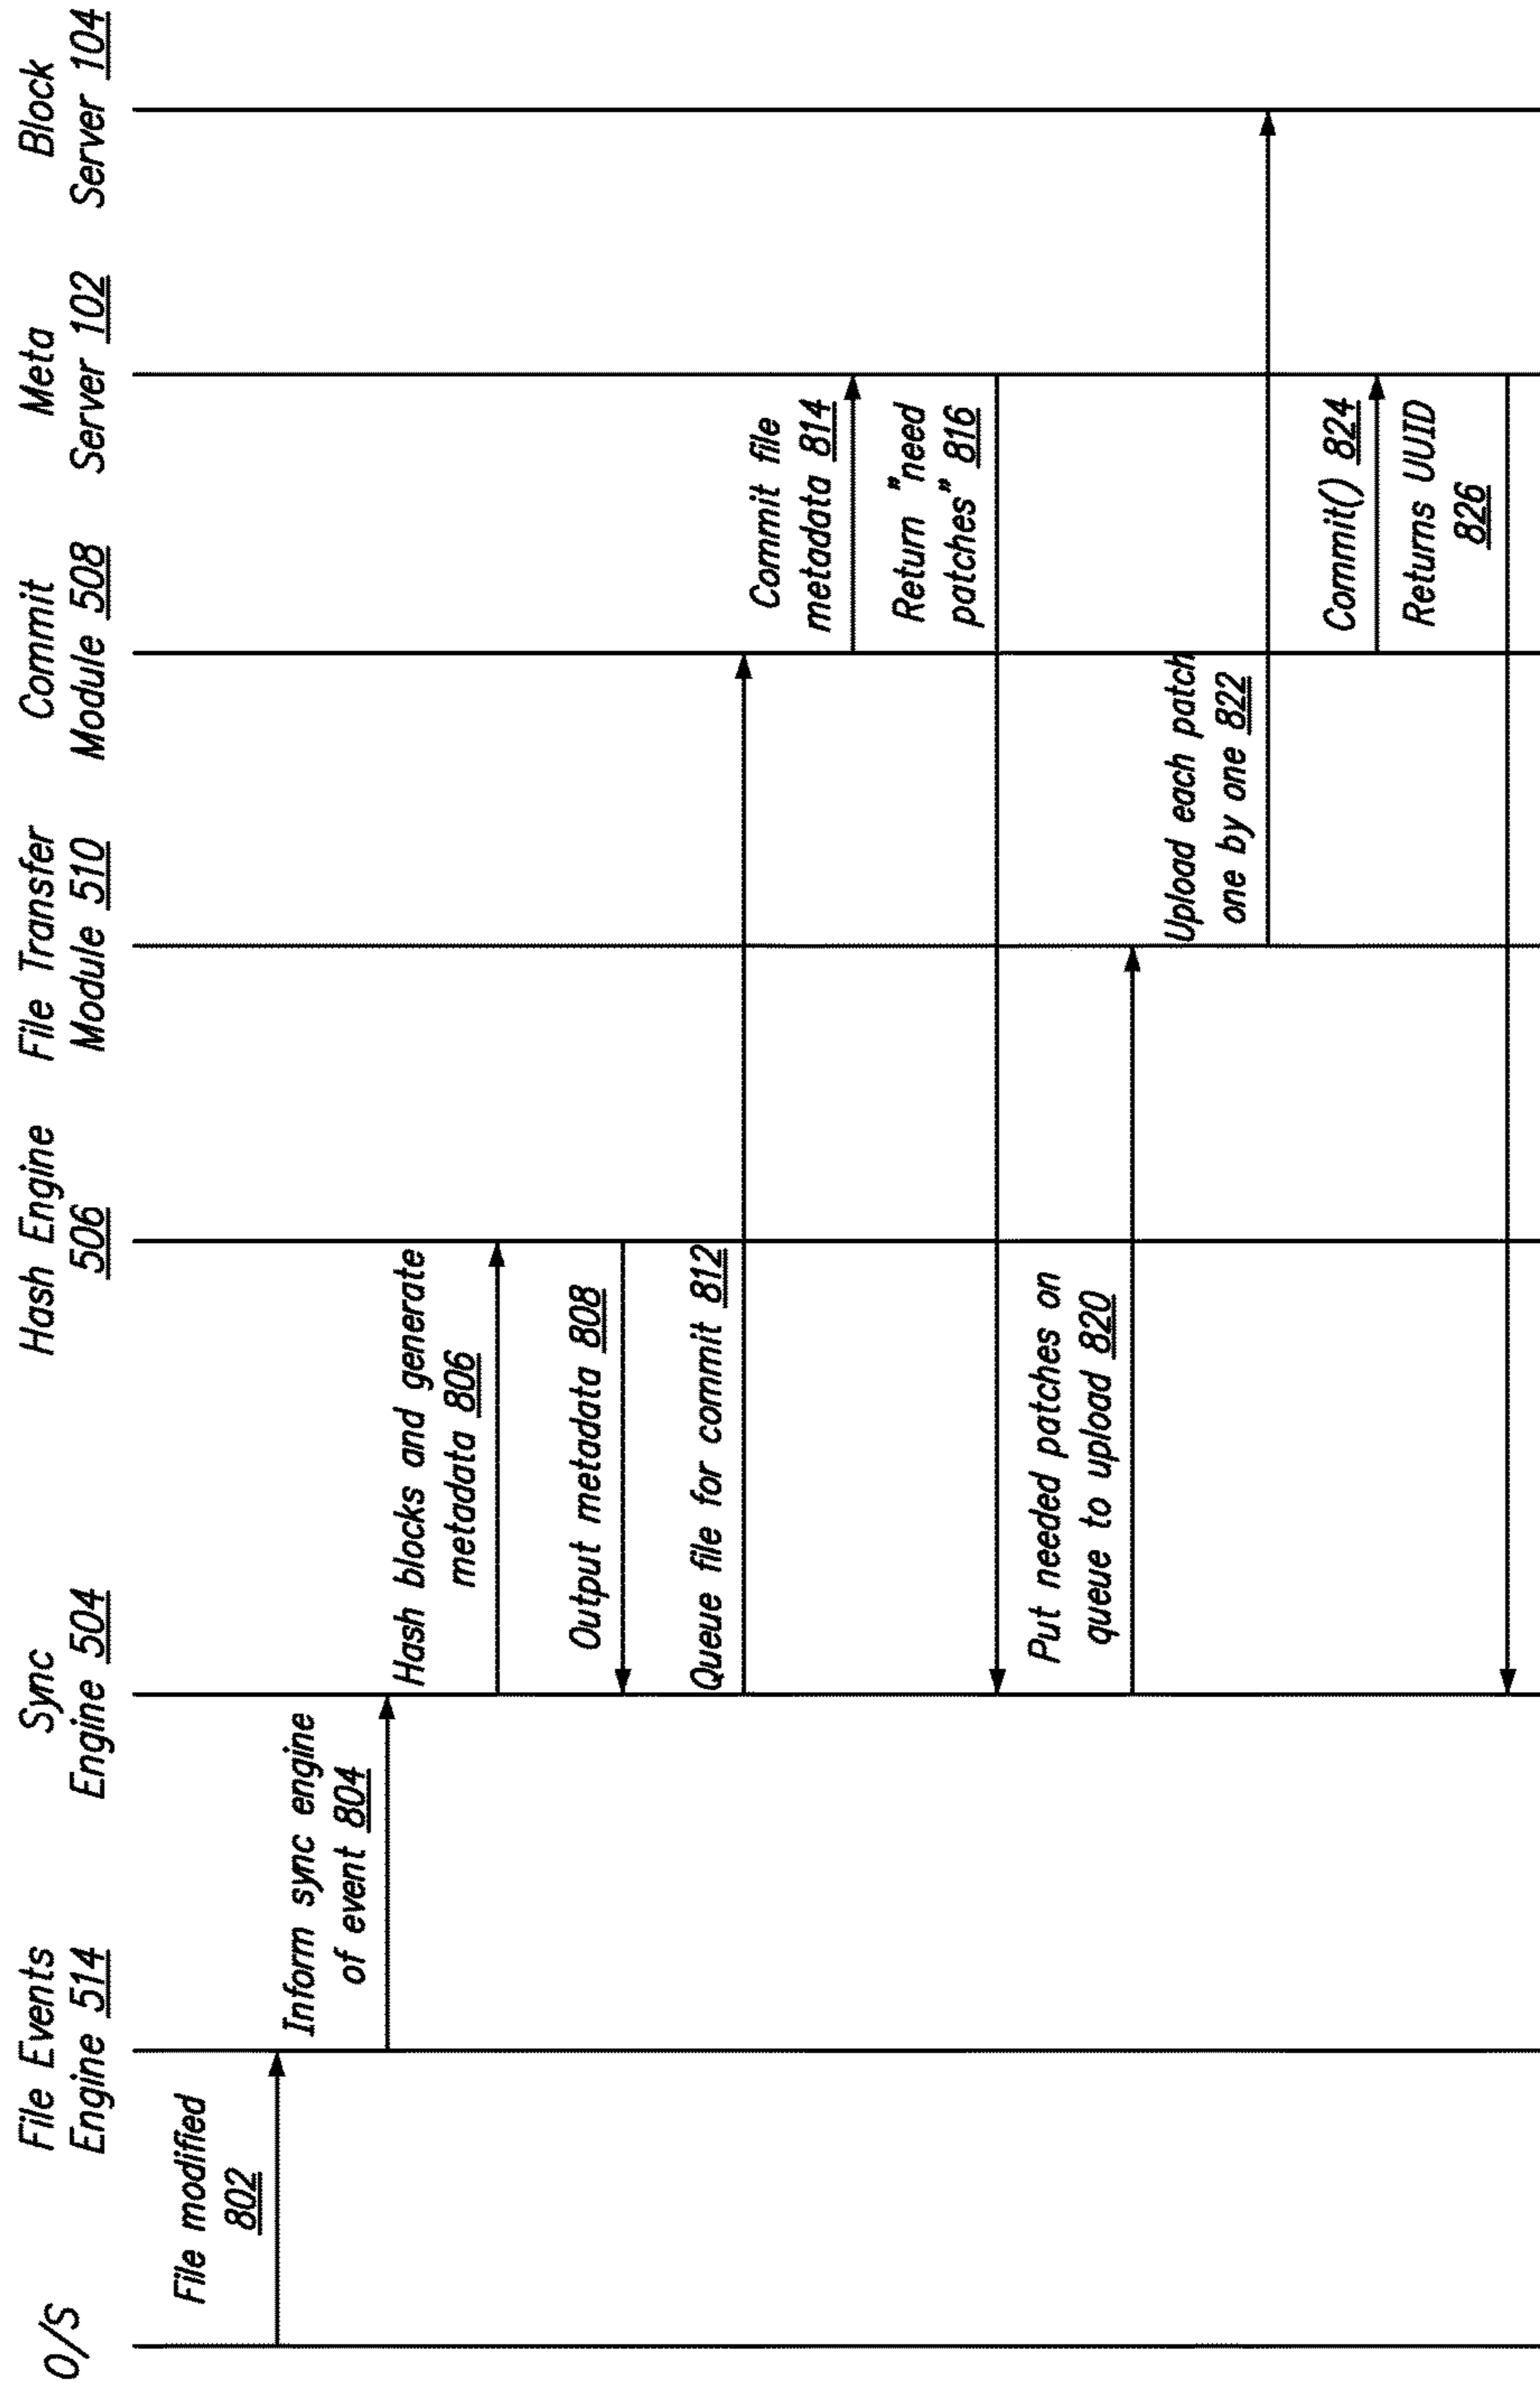 O/S
File Events
Engine 514
Sync
Engine 504
Hash Engine
506
File Transfer
Module 510
Commit
Module 508
Meta
Server 102
Block
Server 104
File modified
802
Inform sync engine
of event 804
Hash blocks and generate
metadata 806
Output metadata 808
Queue file for commit 812
Commit file
metadata 814
Return "need
patches" 816
Put needed patches on
queue to upload 820
Upload each patch
one by one 822
Commit() 824
Returns UUID
826